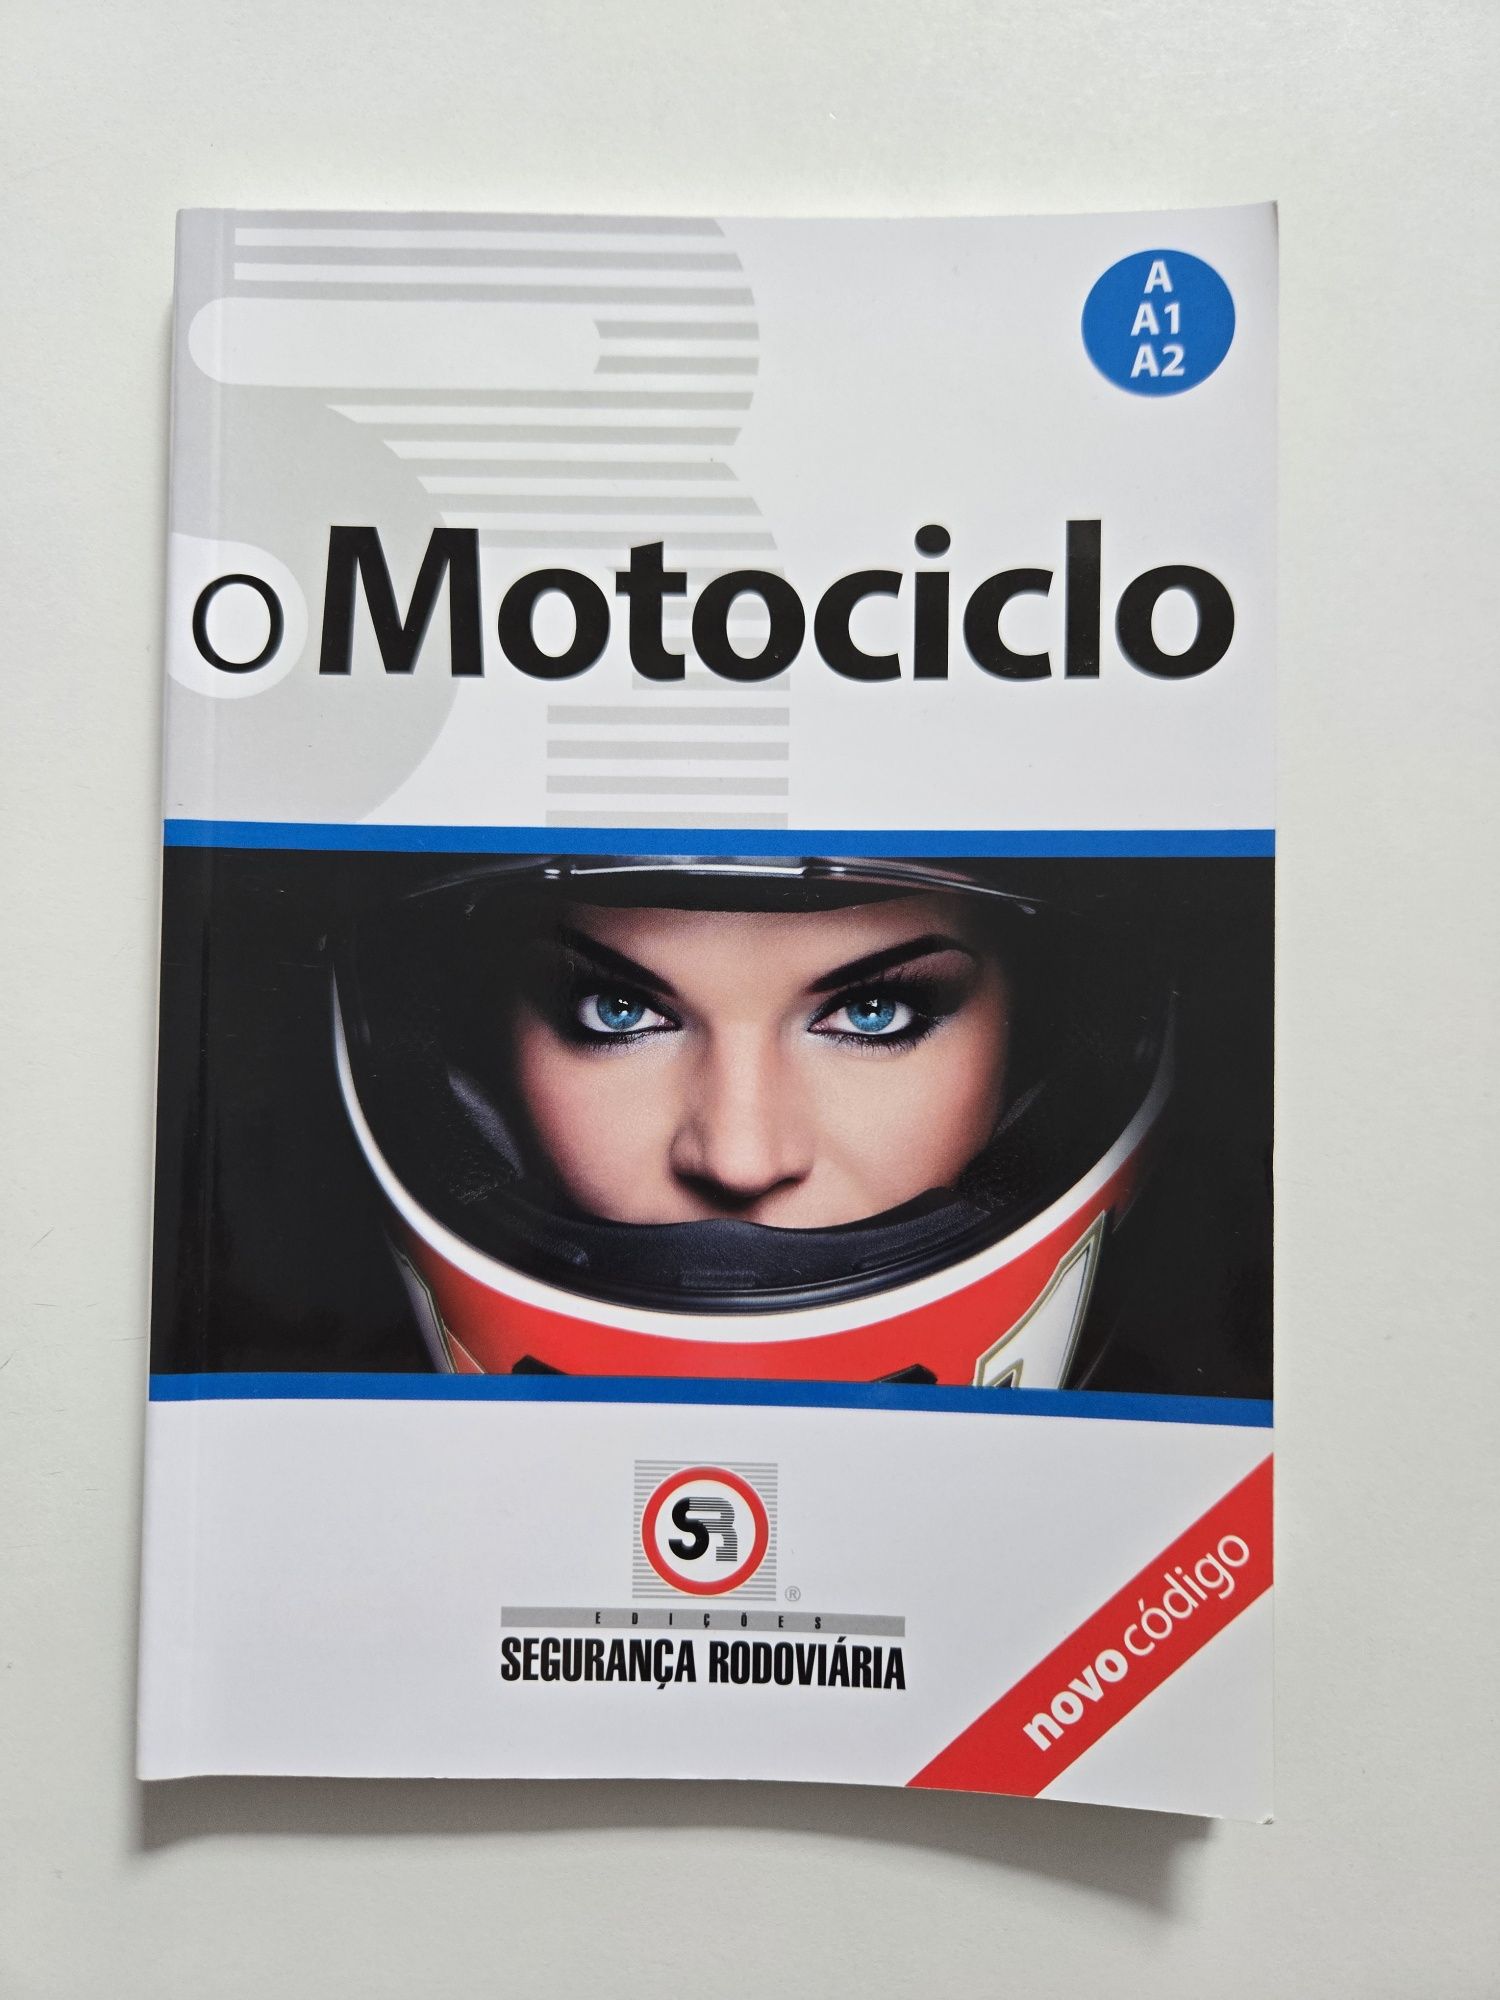 A
A1
A2
o Motociclo
SR
®
EDIÇÕES
SEGURANÇA RODOVIÁRIA
novo código